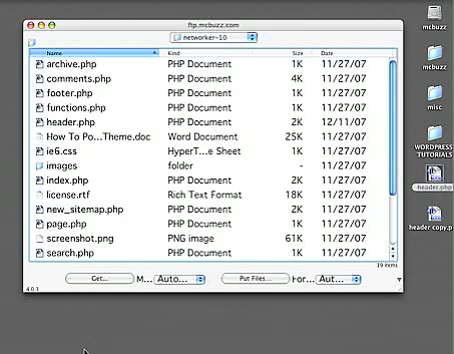 ftp.mcbuzz.com
networker-10
Name Kind Size Date
archive.php PHP Document 1K 11/27/07
comments.php PHP Document 4K 11/27/07
footer.php PHP Document 1K 11/27/07
functions.php PHP Document 1K 11/27/07
header.php PHP Document 2K 12/11/07
How To Po...Theme.doc Word Document 25K 11/27/07
ie6.css HyperT...e Sheet 1K 11/27/07
images folder - 11/27/07
index.php PHP Document 2K 11/27/07
license.rtf Rich Text Format 18K 11/27/07
new_sitemap.php PHP Document 2K 11/27/07
page.php PHP Document 1K 11/27/07
screenshot.png PNG image 61K 11/27/07
search.php PHP Document 1K 11/27/07
19 items
Get... M... Auto... Put Files... For... Aut...
4.0.3
mcbuzz
mcbuzz
misc
WORDPRESS
TUTORIALS
header.php
header copy.p